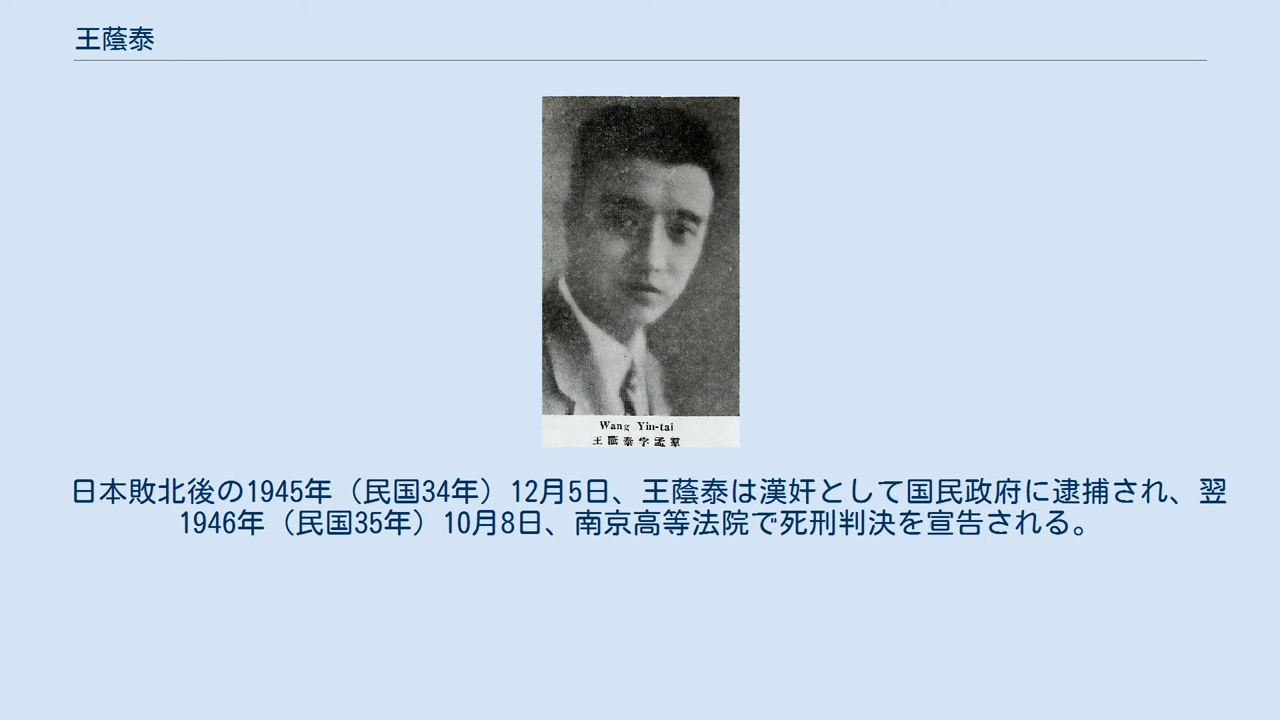 王蔭泰
Wang Yin-tai
王蔭泰字孟羣
日本敗北後の1945年（民国34年）12月5日、王蔭泰は漢奸として国民政府に逮捕され、翌
1946年（民国35年）10月8日、南京高等法院で死刑判決を宣告される。